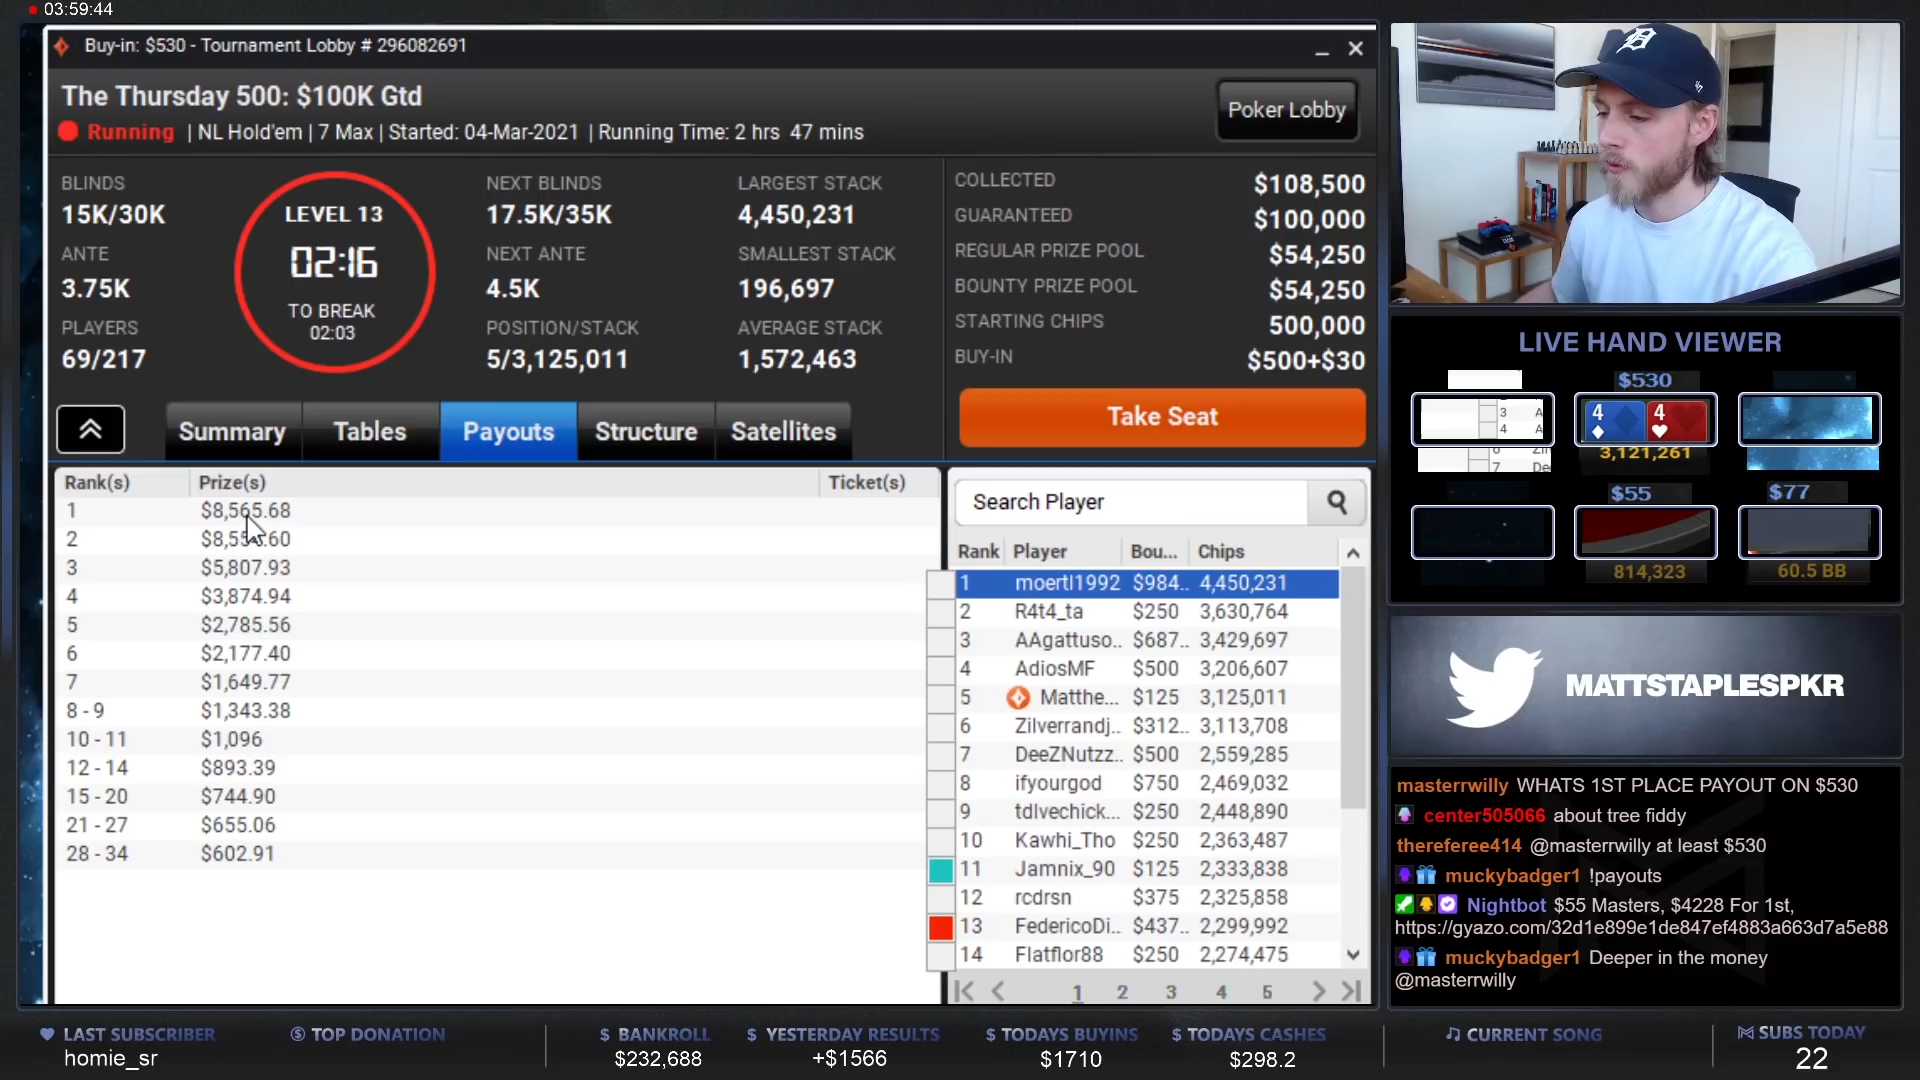 03:59:44
Buy-in: $530 - Tournament Lobby # 296082691
The Thursday 500: $100K Gtd
Running | NL Hold'em | 7 Max | Started: 04-Mar-2021 | Running Time: 2 hrs 47 mins
Poker Lobby
BLINDS
15K/30K
ANTE
3.75K
PLAYERS
69/217
LEVEL 13
02:16
TO BREAK
02:03
NEXT BLINDS
17.5K/35K
NEXT ANTE
4.5K
POSITION/STACK
5/3,125,011
LARGEST STACK
4,450,231
SMALLEST STACK
196,697
AVERAGE STACK
1,572,463
COLLECTED $108,500
GUARANTEED $100,000
REGULAR PRIZE POOL $54,250
BOUNTY PRIZE POOL $54,250
STARTING CHIPS 500,000
BUY-IN $500+$30
Take Seat
Summary Tables Payouts Structure Satellites
Rank(s) Prize(s) Ticket(s)
1 $8,565.68
2
3 $5,807.93
4 $3,874.94
5 $2,785.56
6 $2,177.40
7 $1,649.77
8 - 9 $1,343.38
10 - 11 $1,096
12 - 14 $893.39
15 - 20 $744.90
21 - 27 $655.06
28 - 34 $602.91
Search Player
Rank Player Bou... Chips
1 moertl1992 $984.. 4,450,231
2 R4t4_ta $250 3,630,764
3 AAgattuso.. $687.. 3,429,697
4 AdiosMF $500 3,206,607
5 Matthe... $125 3,125,011
6 Zilverrandj.. $312.. 3,113,708
7 DeeZNutzz.. $500 2,559,285
8 ifyourgod $750 2,469,032
9 tdlvechick... $250 2,448,890
10 Kawhi_Tho $250 2,363,487
11 Jamnix_90 $125 2,333,838
12 rcdrsn $375 2,325,858
13 FedericoDi.. $437.. 2,299,992
14 Flatflor88 $250 2,274,475
1 2 3 4 5
D
LIVE HAND VIEWER
$530
3 A
4 A
4 4
3,121,261
7 De
$55
$77
814,323
60.5 BB
MATTSTAPLESPKR
masterrwilly WHATS 1ST PLACE PAYOUT ON $530
center505066 about tree fiddy
thereferee414 @masterrwilly at least $530
muckybadger1 !payouts
Nightbot $55 Masters, $4228 For 1st,
https://gyazo.com/32d1e899e1de847ef4883a663d7a5e88
muckybadger1 Deeper in the money
@masterrwilly
LAST SUBSCRIBER
homie_sr
TOP DONATION
$ BANKROLL
$232,688
$ YESTERDAY RESULTS
+$1566
$ TODAYS BUYINS
$1710
$ TODAYS CASHES
$298.2
CURRENT SONG
SUBS TODAY
22